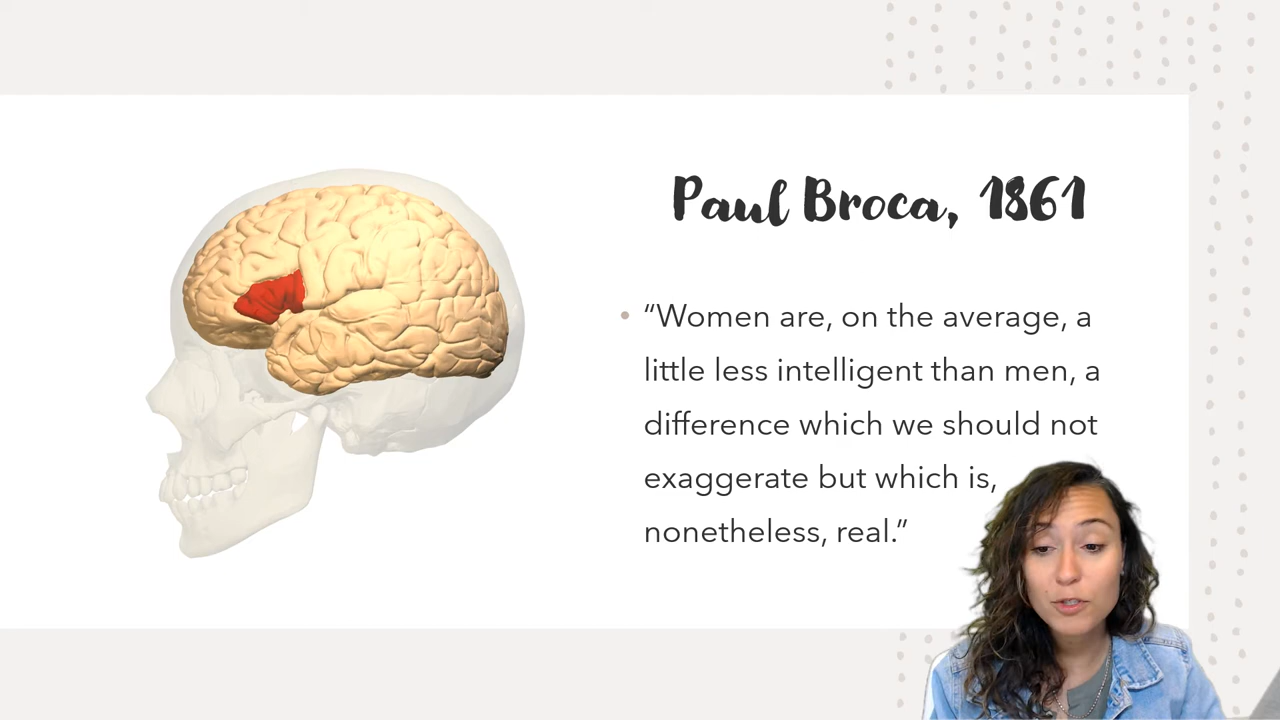 Paul Broca, 1861
• “Women are, on the average, a
little less intelligent than men, a
difference which we should not
exaggerate but which is,
nonetheless, real.”